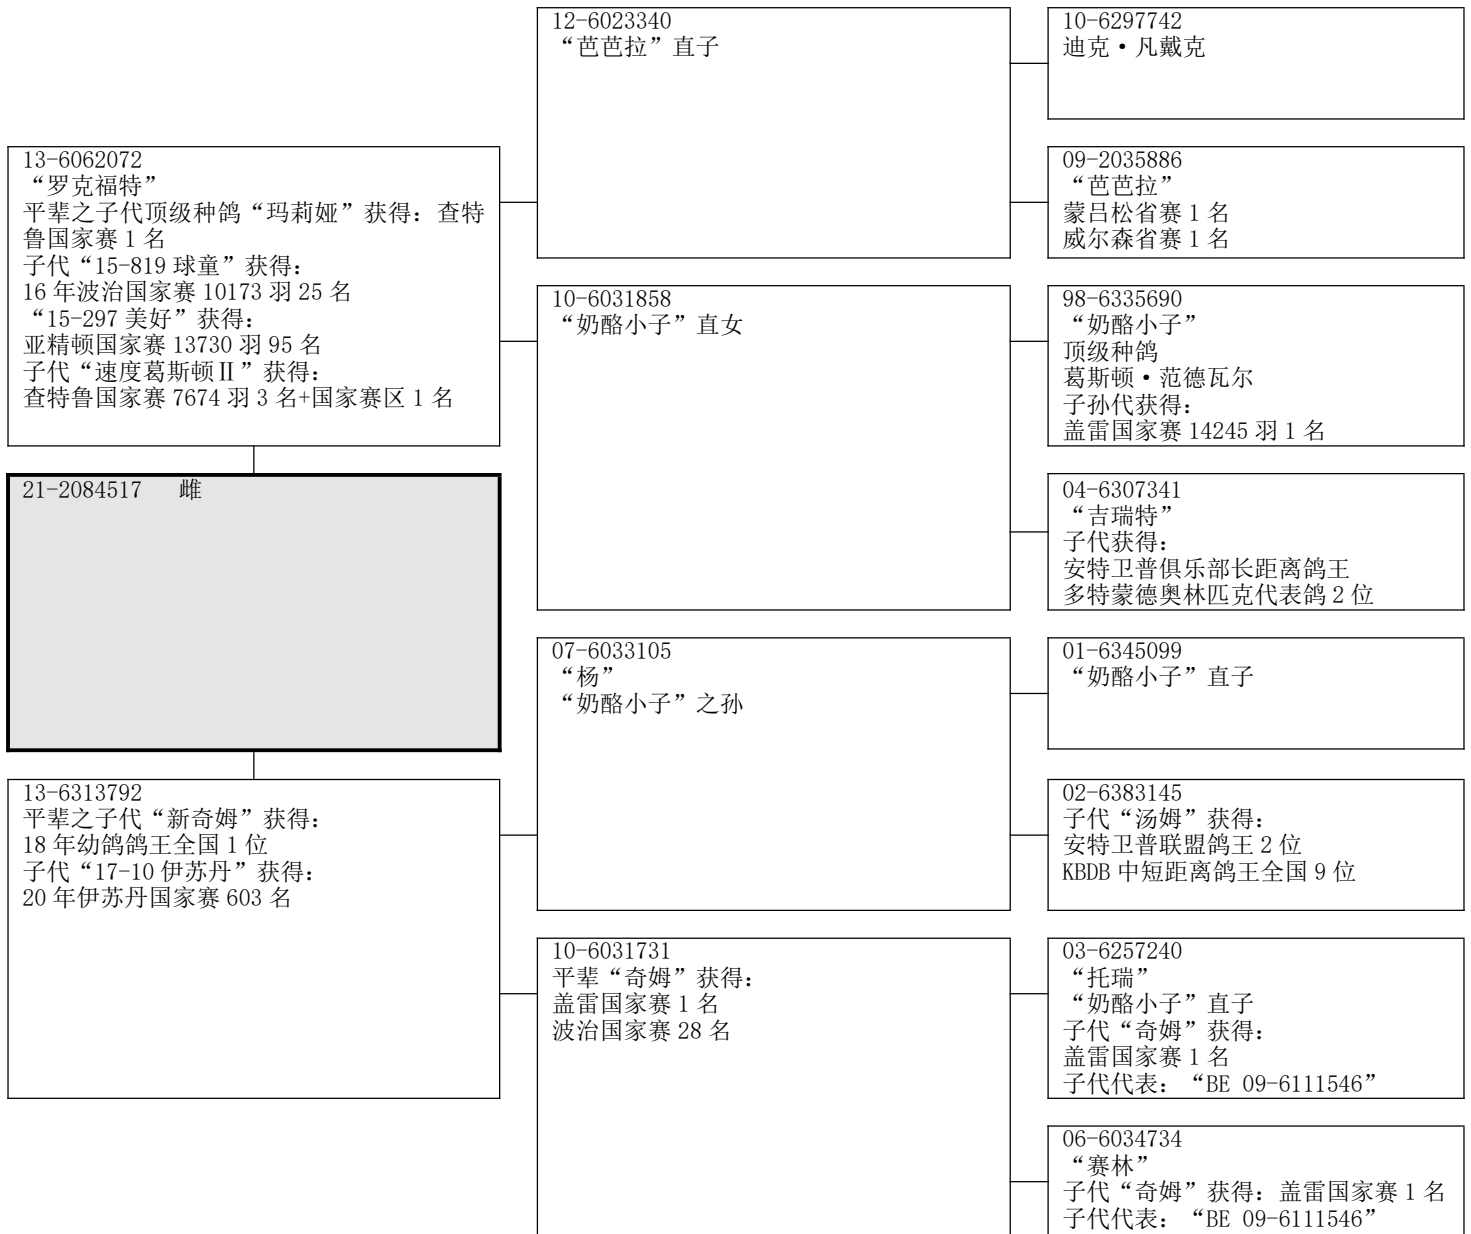 13-6062072
“罗克福特”
平辈之子代顶级种鸽“玛莉娅”获得：查特
鲁国家赛 1 名
子代“15-819 球童”获得：
16 年波治国家赛 10173 羽 25 名
“15-297 美好”获得：
亚精顿国家赛 13730 羽 95 名
子代“速度葛斯顿Ⅱ”获得：
查特鲁国家赛 7674 羽 3 名+国家赛区 1 名
21-2084517 雌
13-6313792
平辈之子代“新奇姆”获得：
18 年幼鸽鸽王全国 1 位
子代“17-10 伊苏丹”获得：
20 年伊苏丹国家赛 603 名
12-6023340
“芭芭拉”直子
10-6031858
“奶酪小子”直女
07-6033105
“杨”
“奶酪小子”之孙
10-6031731
平辈“奇姆”获得：
盖雷国家赛 1 名
波治国家赛 28 名
10-6297742
迪克•凡戴克
09-2035886
“芭芭拉”
蒙吕松省赛 1 名
威尔森省赛 1 名
98-6335690
“奶酪小子”
顶级种鸽
葛斯顿•范德瓦尔
子孙代获得：
盖雷国家赛 14245 羽 1 名
04-6307341
“吉瑞特”
子代获得：
安特卫普俱乐部长距离鸽王
多特蒙德奥林匹克代表鸽 2 位
01-6345099
“奶酪小子”直子
02-6383145
子代“汤姆”获得：
安特卫普联盟鸽王 2 位
KBDB 中短距离鸽王全国 9 位
03-6257240
“托瑞”
“奶酪小子”直子
子代“奇姆”获得：
盖雷国家赛 1 名
子代代表：“BE 09-6111546”
06-6034734
“赛林”
子代“奇姆”获得：盖雷国家赛 1 名
子代代表：“BE 09-6111546”